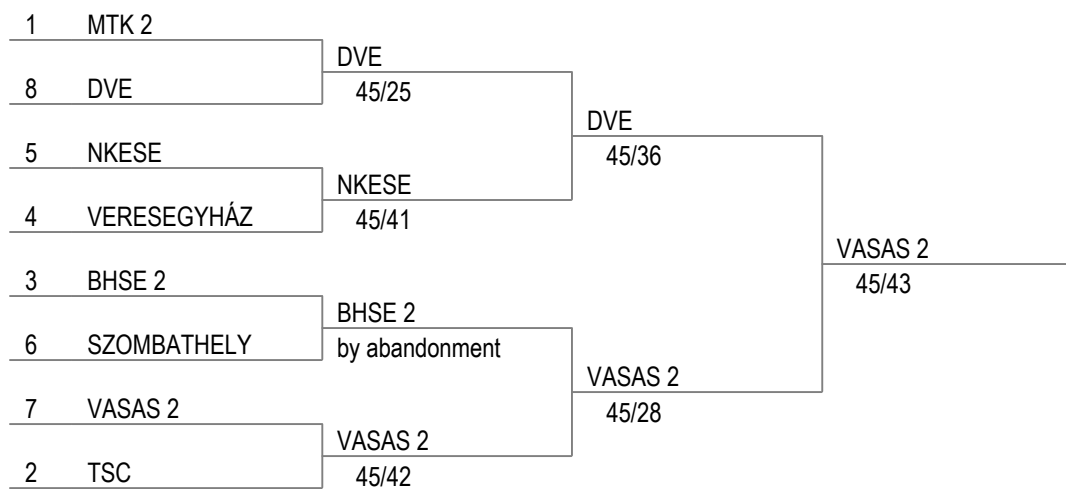 1 MTK 2
DVE
8 DVE
45/25
DVE
5 NKESE
45/36
NKESE
4 VERESEGYHÁZ
45/41
VASAS 2
3 BHSE 2
45/43
BHSE 2
6 SZOMBATHELY
by abandonment
VASAS 2
7 VASAS 2
45/28
VASAS 2
2 TSC
45/42